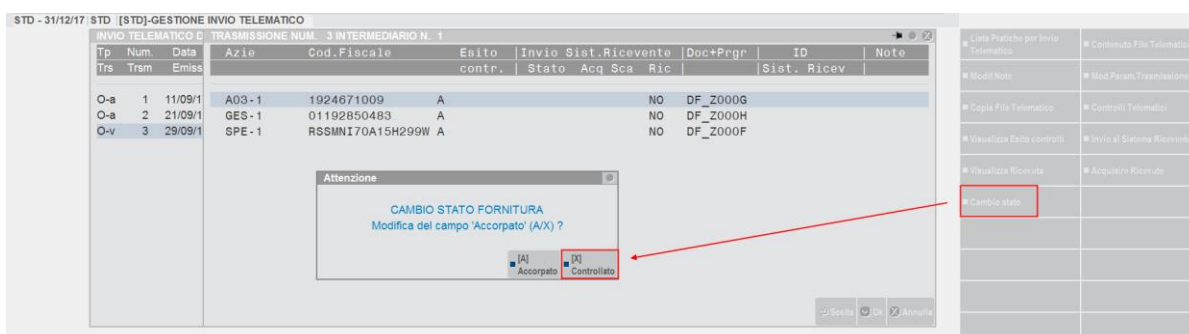 STD - 31/12/17 STD [STD]-GESTIONE INVIO TELEMATICO
INVIO TELEMATICO D TRASMISSIONE NUM. 3 INTERMEDIARIO N. 1
Tp Num. Data Azie Cod.Fiscale Esito |Invio Sist.Ricevente |Doc+Prgr | ID | Note
Trs Trsm Emiss contr. | Stato Acq Sca Ric | |Sist. Ricev |
O-a 1 11/09/1 A03-1 1924671009 A NO DF_Z000G
O-a 2 21/09/1 GES-1 01192850483 A NO DF_Z000H
O-v 3 29/09/1 SPE-1 RSSMNI70A15H299W A NO DF_Z000F
Attenzione
CAMBIO STATO FORNITURA
Modifica del campo 'Accorpato' (A/X) ?
[A] Accorpato
[X] Controllato
Scelta Ok Annulla
Lista Pratiche per Invio Telematico
Contenuto File Telematico
Modif.Note
Mod.Param.Trasmissione
Copia File Telematico
Controlli Telematici
Visualizza Esito controlli
Invio al Sistema Ricevente
Visualizza Ricevuta
Acquisire Ricevute
Cambio stato